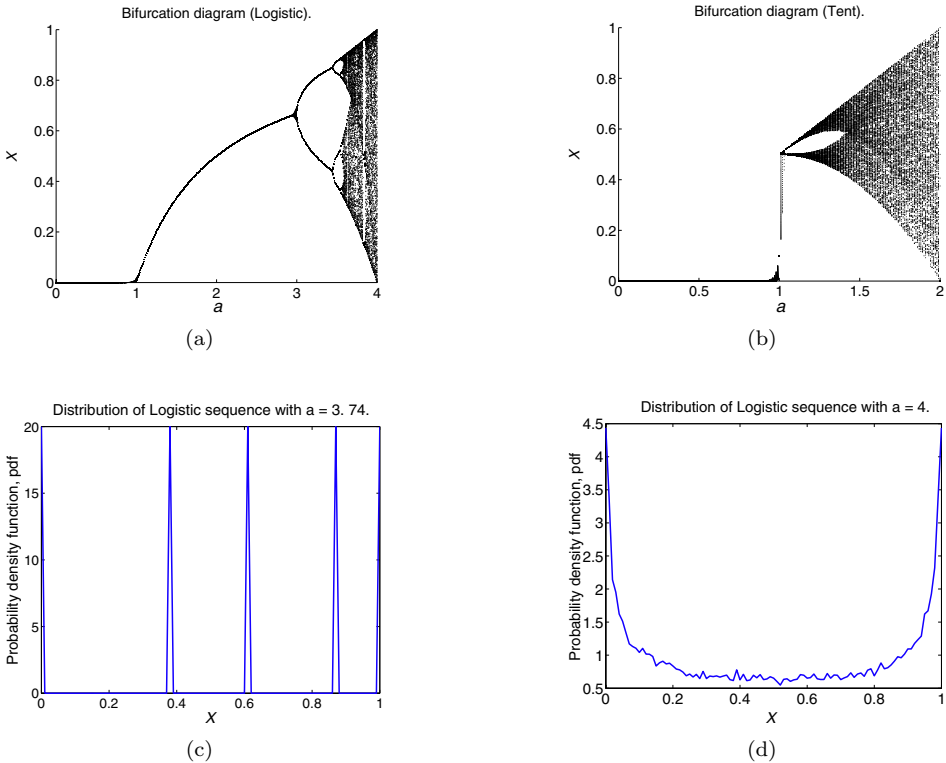 Bifurcation diagram (Logistic).
1
0.8
0.6
0.4
0.2
0
X
0 1 2 3 4
a
(a)
Bifurcation diagram (Tent).
1
0.8
0.6
0.4
0.2
0
X
0 0.5 1 1.5 2
a
(b)
Distribution of Logistic sequence with a = 3. 74.
20
15
10
5
0
Probability density function, pdf
0 0.2 0.4 0.6 0.8 1
X
(c)
Distribution of Logistic sequence with a = 4.
4.5
4
3.5
3
2.5
2
1.5
1
0.5
Probability density function, pdf
0 0.2 0.4 0.6 0.8 1
X
(d)